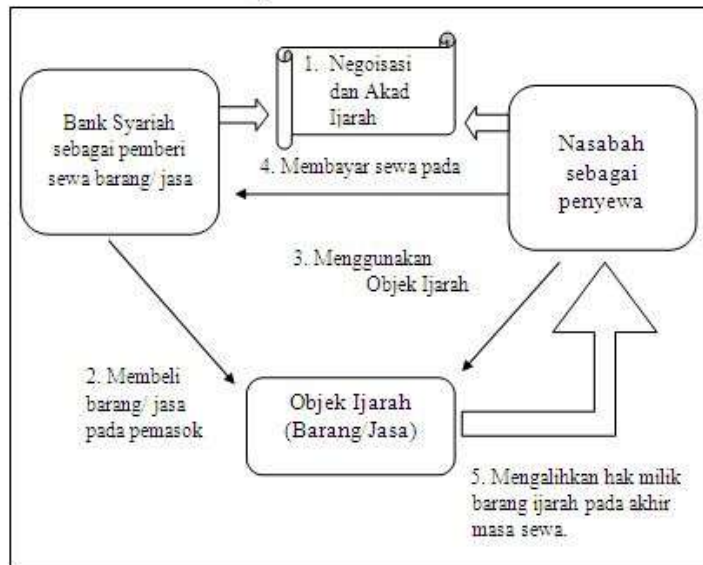 1. Negoisasi
dan Akad
Ijarah
Bank Syariah
sebagai pemberi
sewa barang/ jasa
Nasabah
sebagai
penyewa
4. Membayar sewa pada
3. Menggunakan
Objek Ijarah
2. Membeli
barang/ jasa
pada pemasok
Objek Ijarah
(Barang/Jasa)
5. Mengalihkan hak milik
barang ijarah pada akhir
masa sewa.